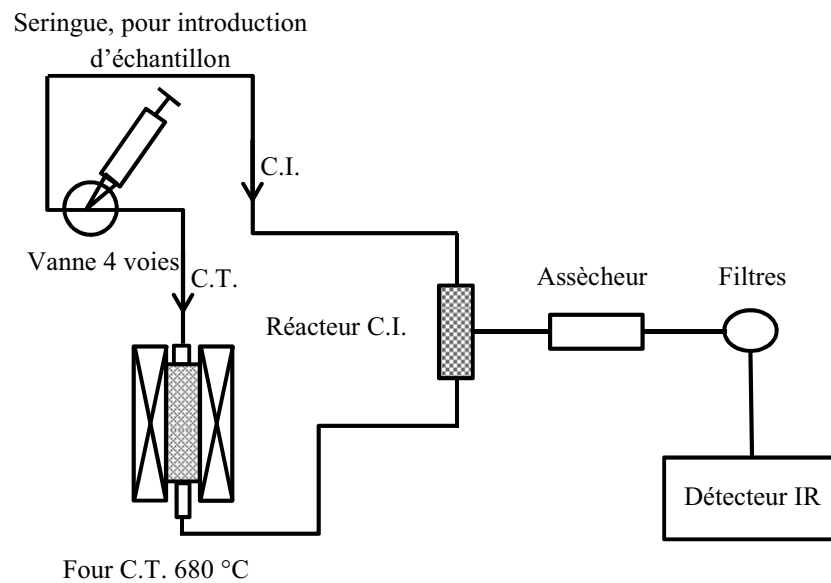 Seringue, pour introduction
d'échantillon
C.I.
Vanne 4 voies
C.T.
Assècheur
Filtres
Réacteur C.I.
Détecteur IR
Four C.T. 680 °C